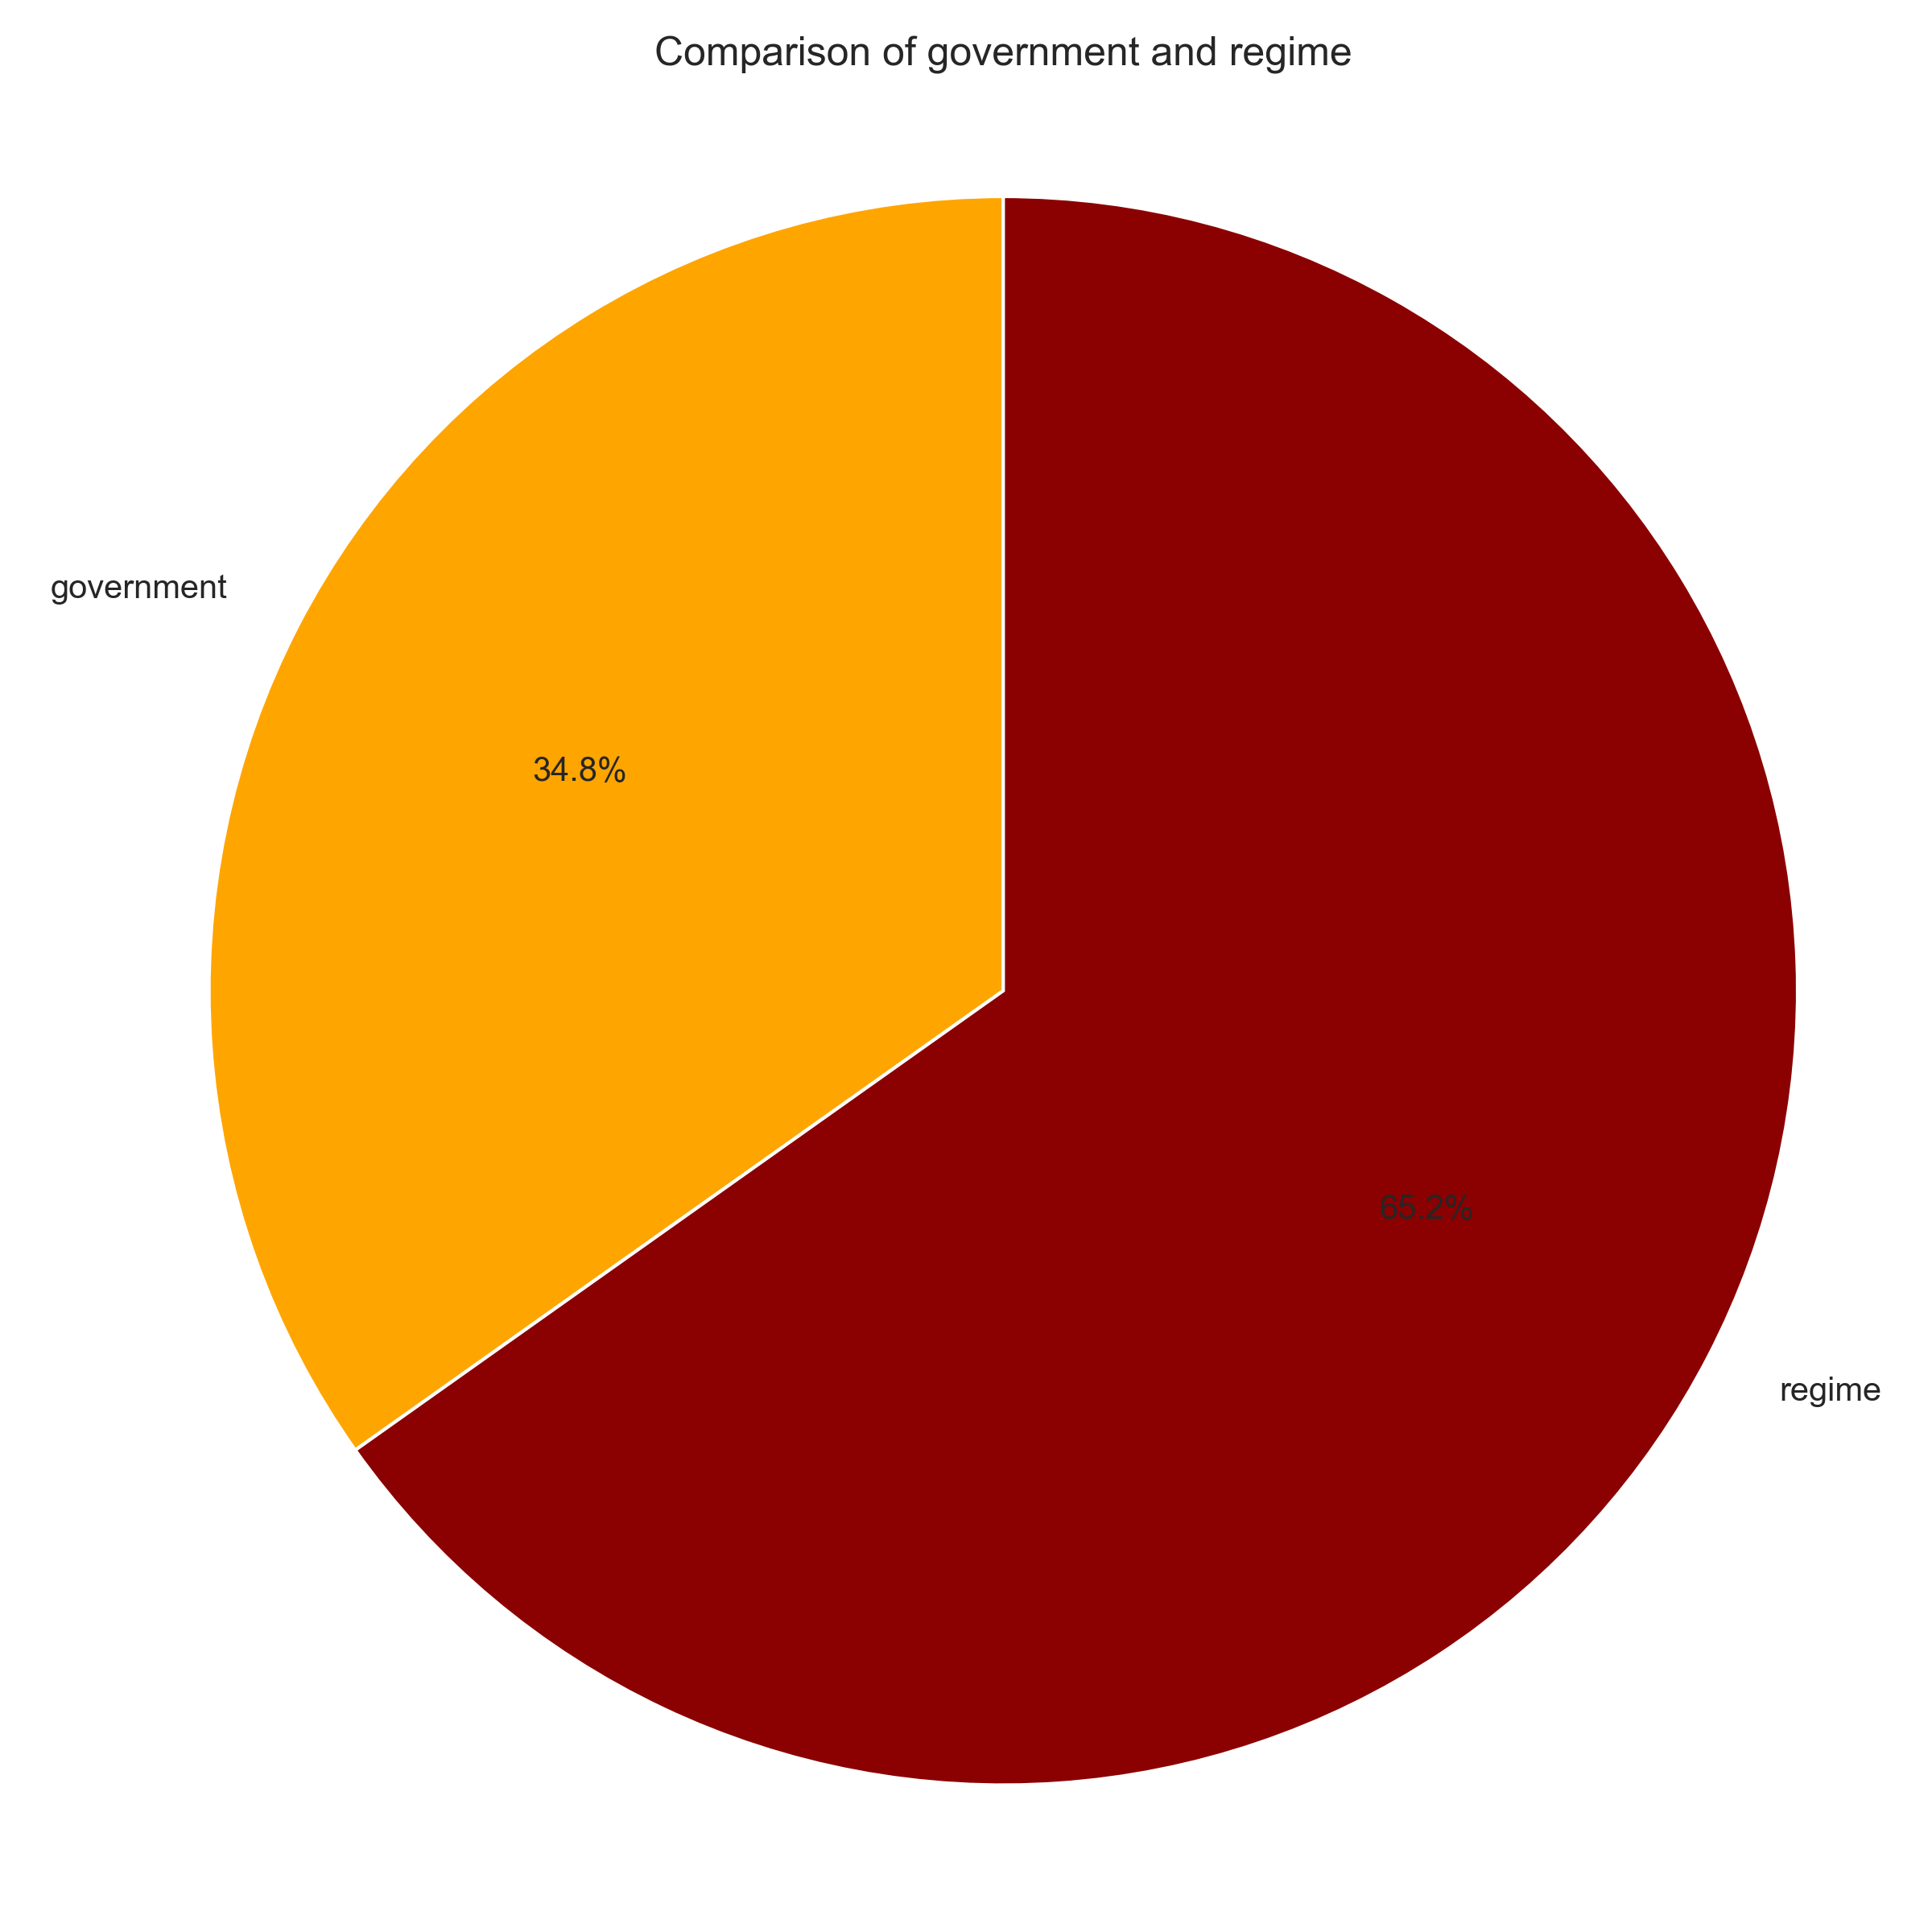 Comparison of government and regime
government
34.8%
65.2%
regime